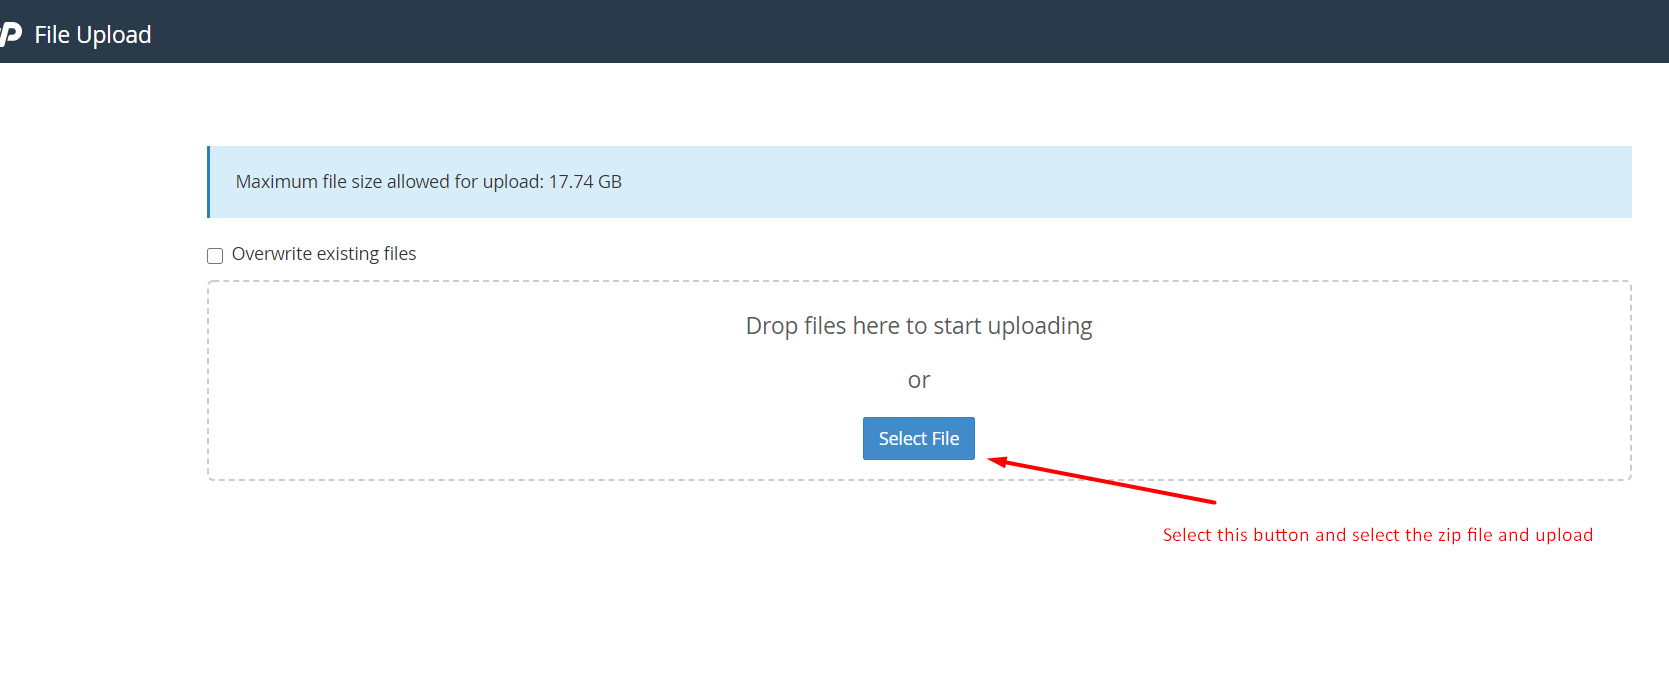 P File Upload
Maximum file size allowed for upload: 17.74 GB
Overwrite existing files
Drop files here to start uploading
or
Select File
Select this button and select the zip file and upload